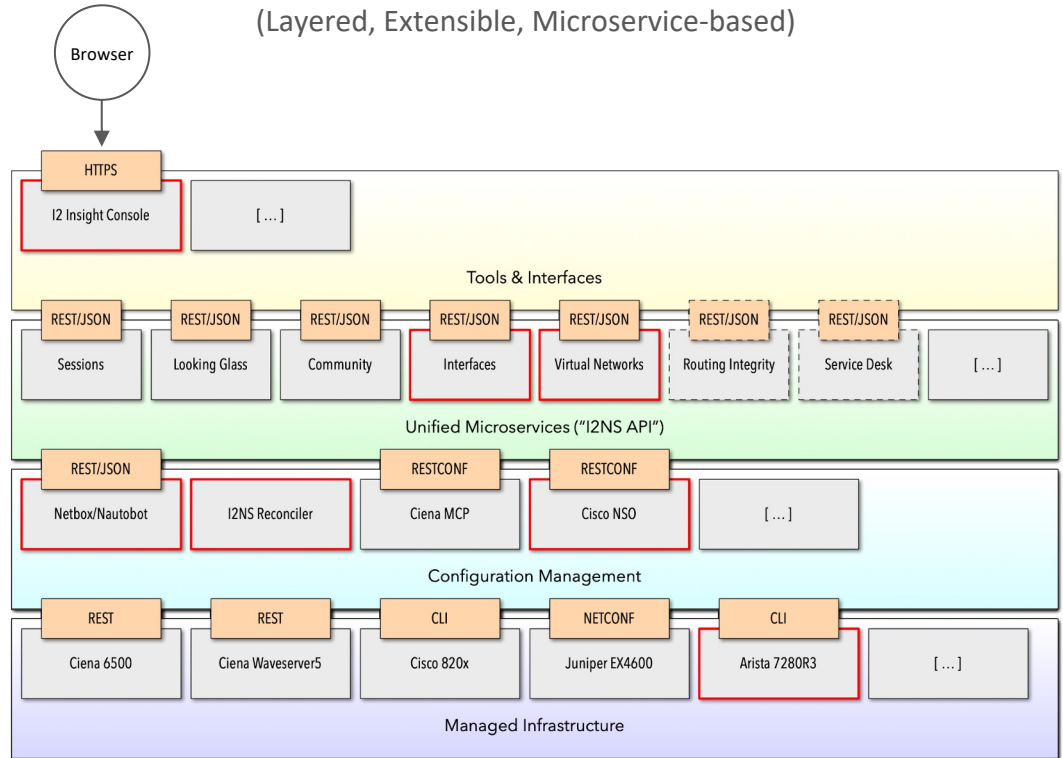 (Layered, Extensible, Microservice-based)
Browser
HTTPS
I2 Insight Console
[ ... ]
Tools & Interfaces
REST/JSON
REST/JSON
REST/JSON
REST/JSON
REST/JSON
REST/JSON
REST/JSON
Sessions
Looking Glass
Community
Interfaces
Virtual Networks
Routing Integrity
Service Desk
[ ... ]
Unified Microservices ("I2NS API")
REST/JSON
RESTCONF
RESTCONF
Netbox/Nautobot
I2NS Reconciler
Ciena MCP
Cisco NSO
[ ... ]
Configuration Management
REST
REST
CLI
NETCONF
CLI
Ciena 6500
Ciena Waveserver5
Cisco 820x
Juniper EX4600
Arista 7280R3
[ ... ]
Managed Infrastructure